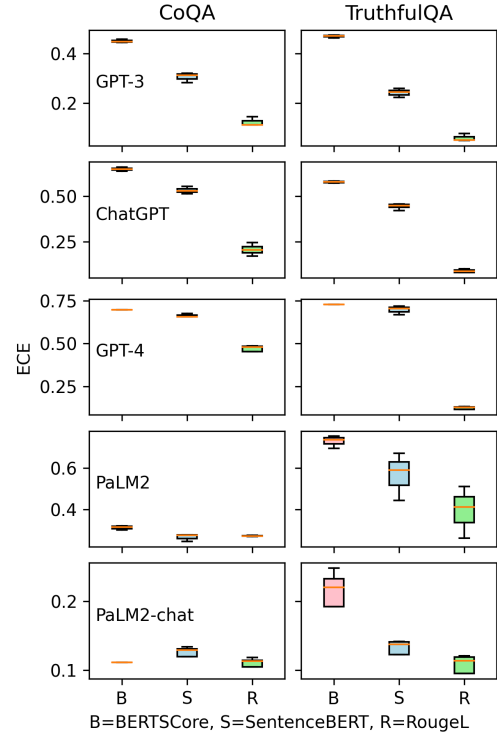 CoQA TruthfulQA
0.4
GPT-3
0.2
0.50
ChatGPT
0.25
0.75
GPT-4
0.50
ECE
0.25
PaLM2
0.6
0.4
0.2
PaLM2-chat
0.1
B S R B S R
B=BERTSCore, S=SentenceBERT, R=RougeL